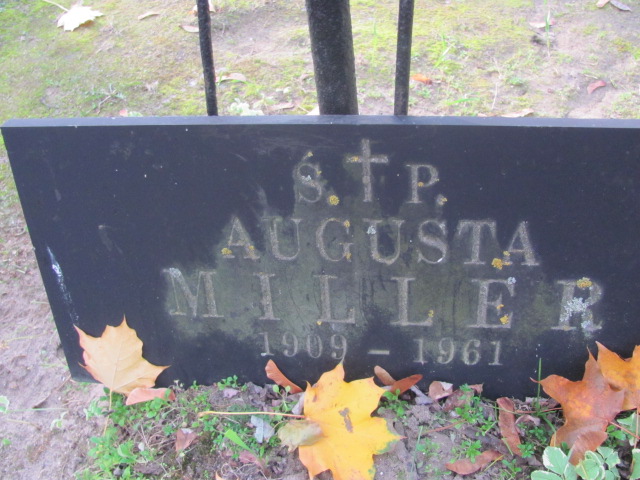 S. † P.
AUGUSTA
MILLER
1909 - 1961